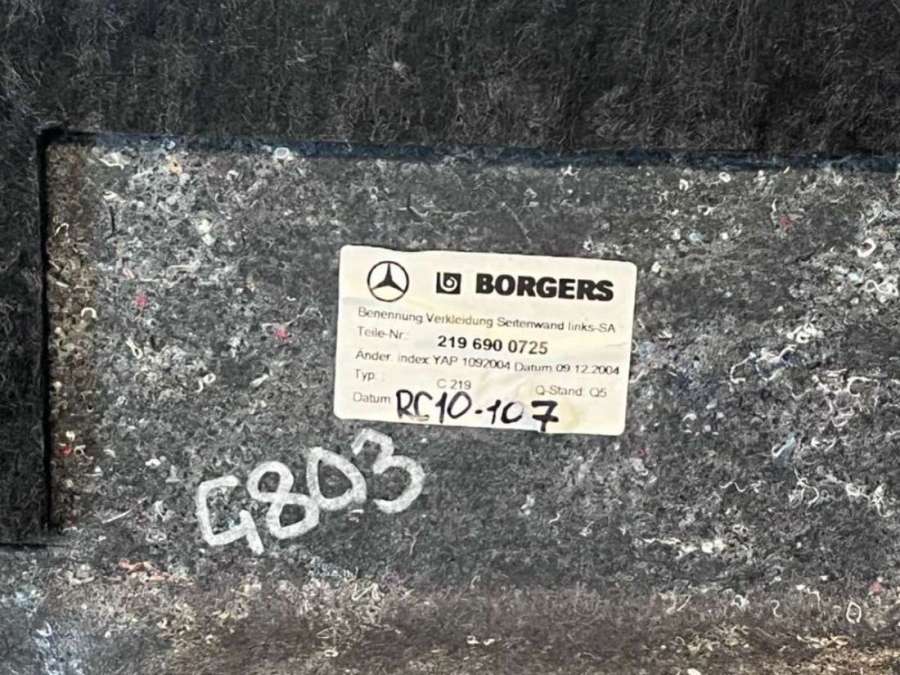 BORGERS
Benennung Verkleidung Seitenwand links-SA
Teile-Nr.: 219 690 0725
Änder. index YAP 1092004 Datum 09.12.2004
Typ : C 219 Q-Stand: Q5
Datum RC10-107
G803